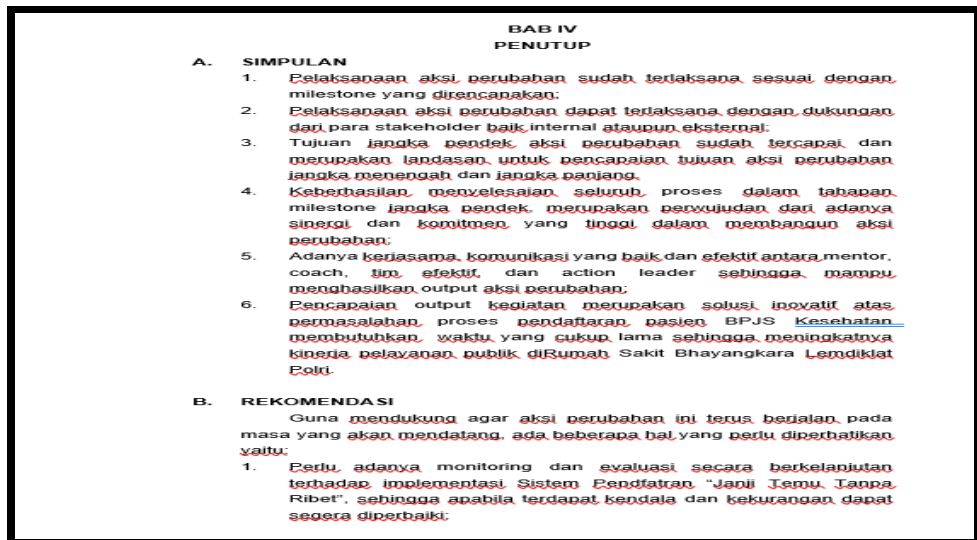 BAB IV
PENUTUP
A. SIMPULAN
1. Pelaksanaan aksi perubahan sudah terlaksana sesuai dengan
milestone yang direncanakan;
2. Pelaksanaan aksi perubahan dapat terlaksana dengan dukungan
dari para stakeholder baik internal ataupun eksternal;
3. Tujuan jangka pendek aksi perubahan sudah tercapai dan
merupakan landasan untuk pencapaian tujuan aksi perubahan
jangka menengah dan jangka panjang.
4. Keberhasilan menyelesaian seluruh proses dalam tahapan
milestone jangka pendek, merupakan perwujudan dari adanya
sinergi dan komitmen yang tinggi dalam membangun aksi
perubahan;
5. Adanya kerjasama, komunikasi yang baik dan efektif antara mentor,
coach, tim efektif, dan action leader sehingga mampu
menghasilkan output aksi perubahan;
6. Pencapaian output kegiatan merupakan solusi inovatif atas
permasalahan proses pendaftaran pasien BPJS Kesehatan
membutuhkan waktu yang cukup lama sehingga meningkatnya
kinerja pelayanan publik diRumah Sakit Bhayangkara Lemdiklat
Polri.
B. REKOMENDASI
Guna mendukung agar aksi perubahan ini terus berjalan pada
masa yang akan mendatang, ada beberapa hal yang perlu diperhatikan
yaitu:
1. Perlu adanya monitoring dan evaluasi secara berkelanjutan
terhadap implementasi Sistem Pendfatran "Janji Temu Tanpa
Ribet", sehingga apabila terdapat kendala dan kekurangan dapat
segera diperbaiki;